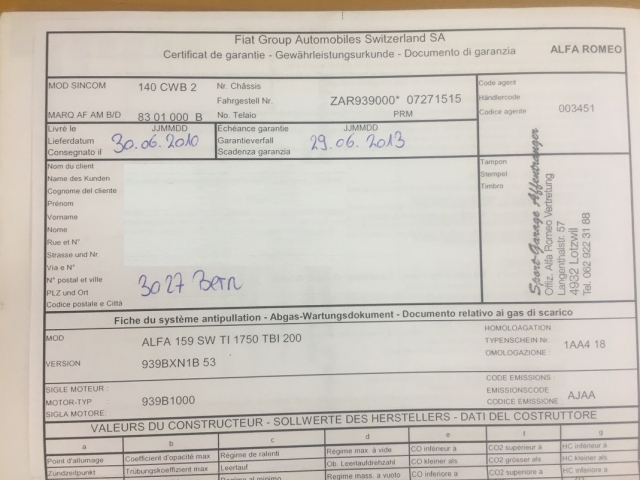 Fiat Group Automobiles Switzerland SA
Certificat de garantie - Gewährleistungsurkunde - Documento di garanzia
ALFA ROMEO
MOD SINCOM 140 CWB 2
MARQ AF AM B/D 83 01 000 B
Nr. Châssis
Fahrgestell Nr. ZAR939000* 07271515
No. Telaio PRM
Code agent
Händlercode
Codice agente 003451
Livré le JJMMDD
Lieferdatum 30.06.2010
Consegnato il
Echéance garantie JJMMDD
Garantieverfall 29.06.2013
Scadenza garanzia
Nom du client
Name des Kunden
Cognome del cliente
Prénom
Vorname
Nome
Rue et N°
Strasse und Nr.
Via e N°
N° postal et ville
PLZ und Ort 3027 Bern
Codice postale e Città
Tampon
Stempel
Timbro
Sport-Garage Affentranger
Offiz. Alfa Romeo Vertretung
Langenthalstr. 57
4932 Lotzwil
Tel. 062 922 31 88
Fiche du système antipullation - Abgas-Wartungsdokument - Documento relativo ai gas di scarico
MOD ALFA 159 SW TI 1750 TBI 200
VERSION 939BXN1B 53
HOMOLOAGATION
TYPENSCHEIN Nr. 1AA4 18
OMOLOGAZIONE :
SIGLE MOTEUR :
MOTOR-TYP 939B1000
SIGLA MOTORE:
CODE EMISSIONS :
EMISSIONSCODE
CODICE EMISSIONE AJAA
VALEURS DU CONSTRUCTEUR - SOLLWERTE DES HERSTELLERS - DATI DEL COSTRUTTORE
a b c d e f g
Point d'allumage Coefficient d'opacité max Régime de ralenti Régime max. à vide CO inférieur à CO2 supérieur à HC inférieur à
Zündzeitpunkt Trübungskoeffizient max Leerlauf Ob. Leerlaufdrehzahl CO kleiner als CO2 grösser als HC kleiner als
Regime mass. a vuoto CO inferiore a CO2 superiore a